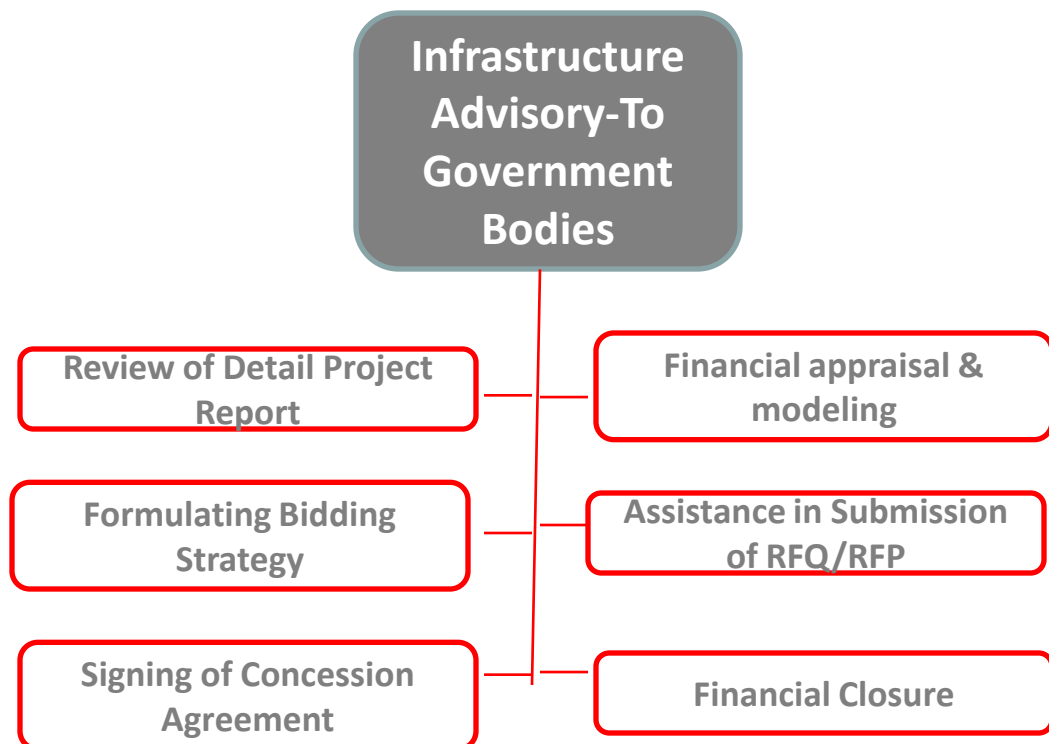 Infrastructure
Advisory-To
Government
Bodies
Review of Detail Project
Report
Financial appraisal &
modeling
Formulating Bidding
Strategy
Assistance in Submission
of RFQ/RFP
Signing of Concession
Agreement
Financial Closure